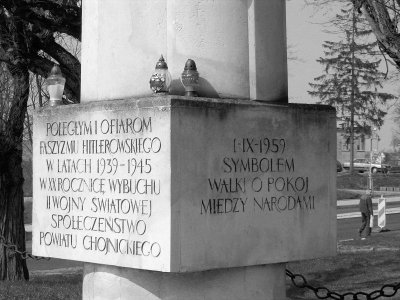 POLEGŁYM I OFIAROM
FASZYZMU HITLEROWSKIEGO
W LATACH 1939-1945
W XX ROCZNICĘ WYBUCHU
II WOJNY ŚWIATOWEJ
SPOŁECZEŃSTWO
POWIATU CHOJNICKIEGO
1·IX·1959
SYMBOLEM
WALKI O POKÓJ
MIĘDZY NARODAMI